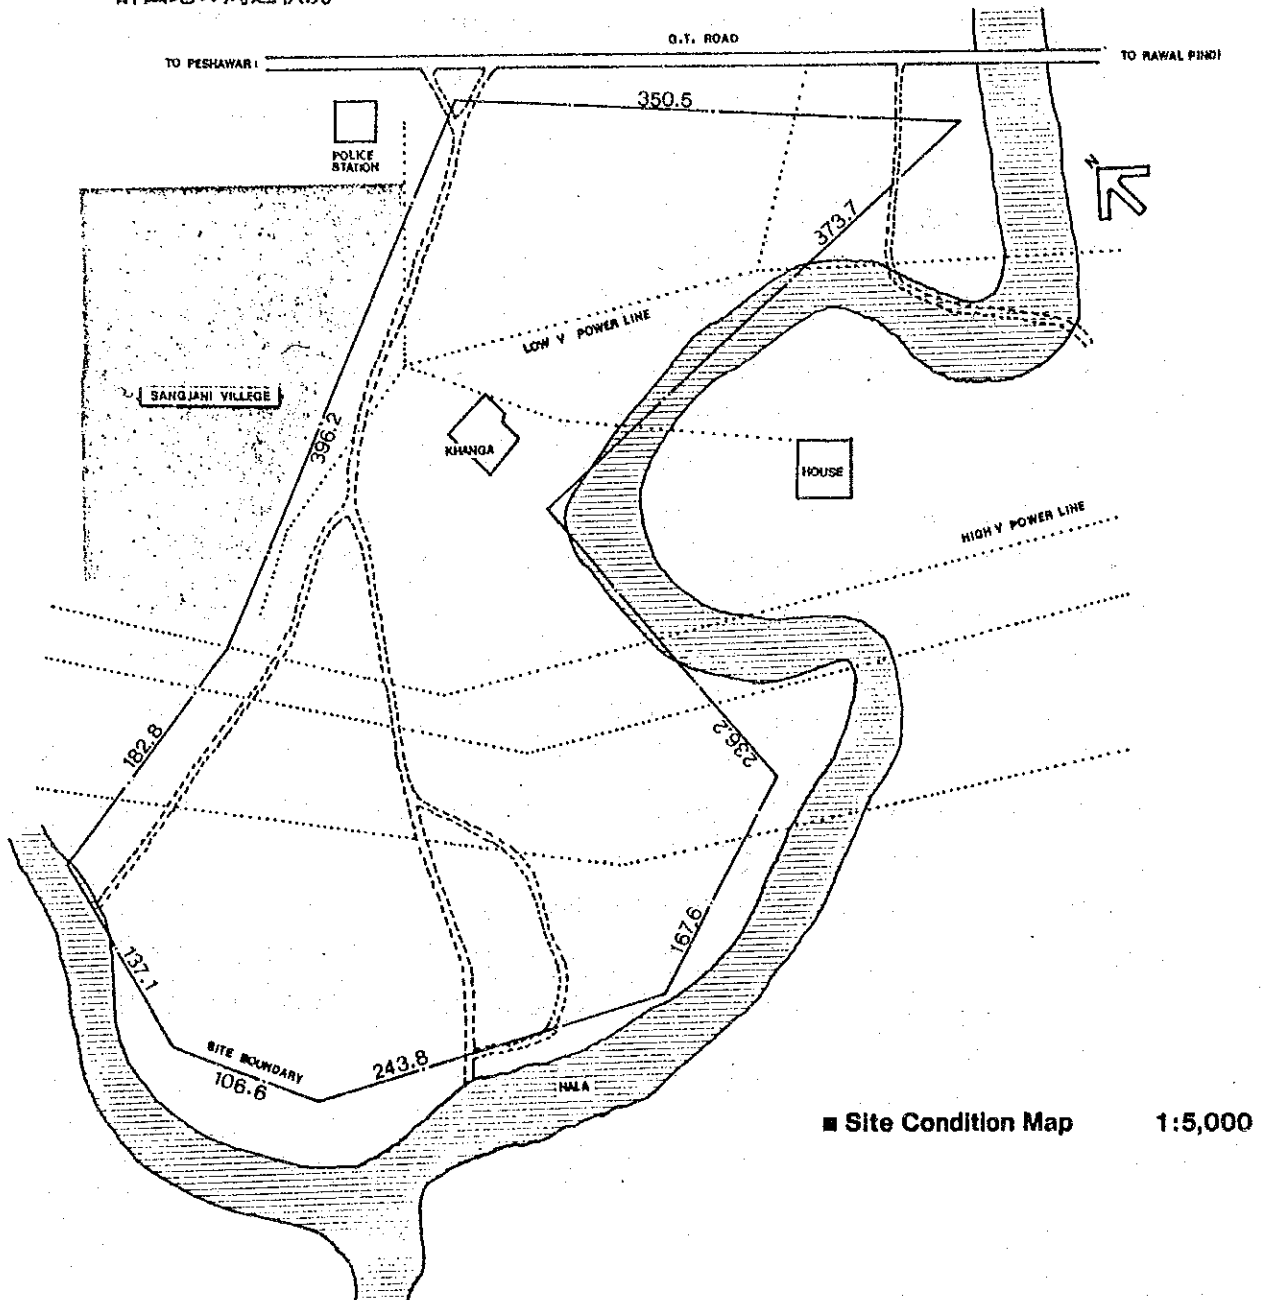 G.T. ROAD
TO PESHAWAR
TO RAWAL PINDI
350.5
POLICE
STATION
N
373.7
LOW V POWER LINE
SANGJANI VILLEGE
396.2
KHANGA
HOUSE
HIGH V POWER LINE
182.8
236.2
167.6
137.1
SITE BOUNDARY
106.6
243.8
HALA
■ Site Condition Map 1:5,000